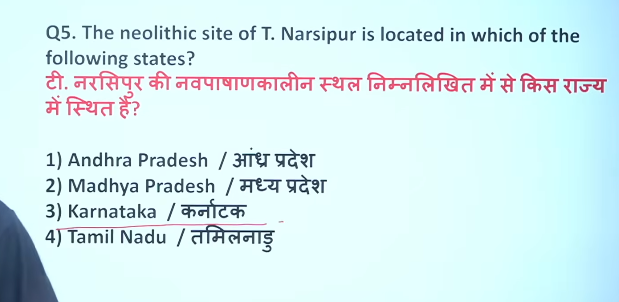 Q5. The neolithic site of T. Narsipur is located in which of the
following states?
टी. नरसिपुर की नवपाषाणकालीन स्थल निम्नलिखित में से किस राज्य
में स्थित है?
1) Andhra Pradesh / आंध्र प्रदेश
2) Madhya Pradesh / मध्य प्रदेश
3) Karnataka / कर्नाटक
4) Tamil Nadu / तमिलनाडु